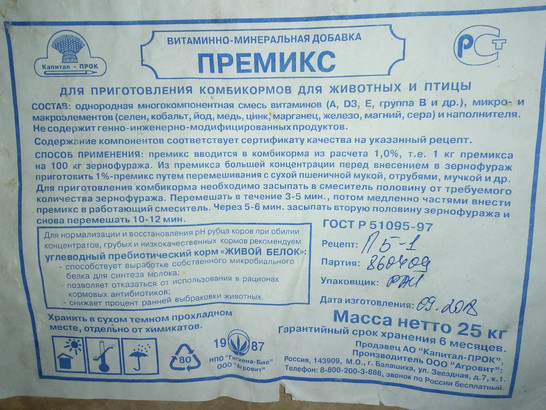 Капитал - ПРОК
ВИТАМИННО-МИНЕРАЛЬНАЯ ДОБАВКА
ПРЕМИКС
РСТ
ДЛЯ ПРИГОТОВЛЕНИЯ КОМБИКОРМОВ ДЛЯ ЖИВОТНЫХ И ПТИЦЫ
СОСТАВ: однородная многокомпонентная смесь витаминов (А, D3, Е, группа В и др.), микро- и
макроэлементов (селен, кобальт, йод, медь, цинк, марганец, железо, магний, сера) и наполнителя.
Не содержит генно-инженерно-модифицированных продуктов.
Содержание компонентов соответствует сертификату качества на указанный рецепт.
СПОСОБ ПРИМЕНЕНИЯ: премикс вводится в комбикорма из расчета 1,0%, т.е. 1 кг премикса
на 100 кг зернофуража. Из премикса большей концентрации перед внесением в зернофураж
приготовить 1%-премикс путем перемешивания с сухой пшеничной мукой, отрубями, мучкой и др.
Для приготовления комбикорма необходимо засыпать в смеситель половину от требуемого
количества зернофуража. Перемешать в течение 3-5 мин., потом медленно частями внести
премикс в работающий смеситель. Через 5-6 мин. засыпать вторую половину зернофуража и
снова перемешать 10-12 мин.
Для нормализации и восстановления pH рубца коров при обилии
концентратов, грубых и низкокачественных кормов рекомендуем
углеводный пребиотический корм «ЖИВОЙ БЕЛОК»:
- способствует выработке собственного микробиального
белка для синтеза молока;
- позволяет отказаться от использования в рационах
кормовых антибиотиков;
- снижает процент ранней выбраковки животных.
ГОСТ Р 51095-97
Рецепт: П 5-1
Партия: 860409
Упаковщик:
Дата изготовления: 09.2018
Масса нетто 25 кг
Гарантийный срок хранения 6 месяцев.
Хранить в сухом темном прохладном
месте, отдельно от химикатов.
80
19 87
НПО "Гигиена-Био"
ООО "Агровит"
Продавец АО "Капитал-ПРОК",
Производитель ООО "Агровит":
Россия, 143909, М.О., г. Балашиха, ул. Звездная, д.7, к.1.
Телефон: 8-800-200-3-888, звонок по России бесплатный.